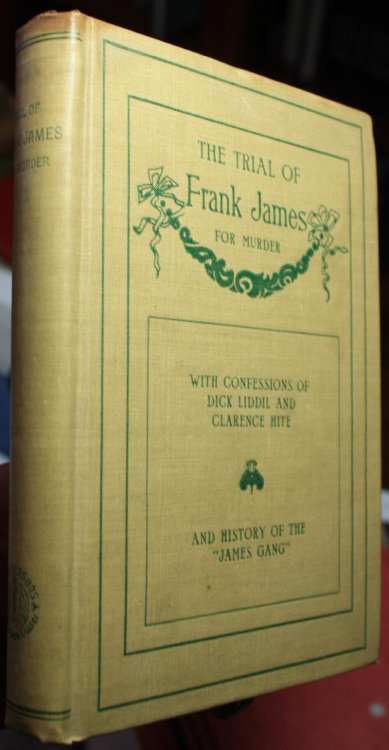 THE TRIAL OF
Frank James
FOR MURDER
WITH CONFESSIONS OF
DICK LIDDIL AND
CLARENCE HITE
AND HISTORY OF THE
"JAMES GANG"
OF
JAMES
MURDER